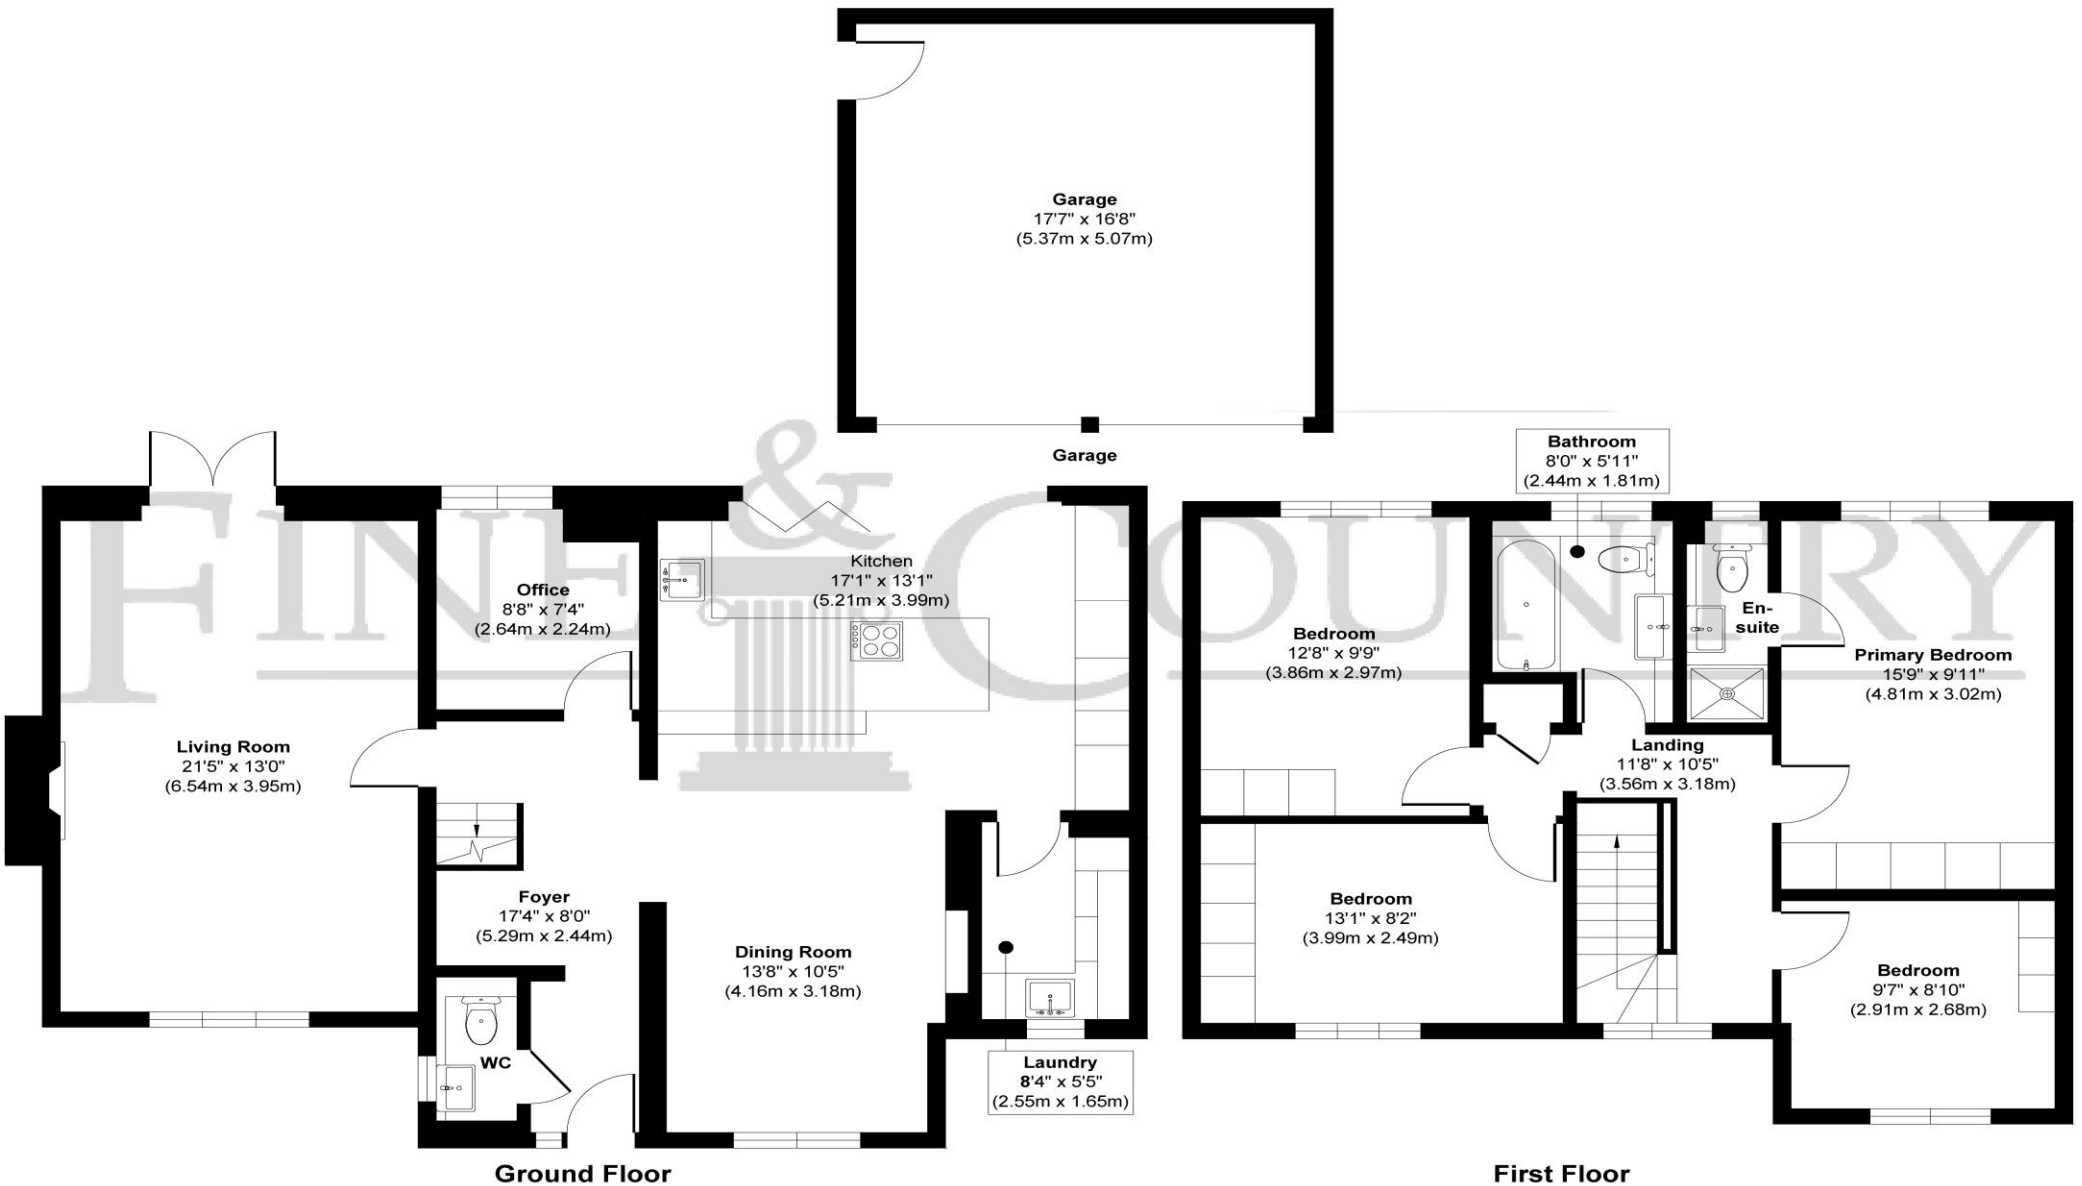 Garage
17'7" x 16'8"
(5.37m x 5.07m)
Garage
FINE & COUNTRY
Living Room
21'5" x 13'0"
(6.54m x 3.95m)
Office
8'8" x 7'4"
(2.64m x 2.24m)
Kitchen
17'1" x 13'1"
(5.21m x 3.99m)
Foyer
17'4" x 8'0"
(5.29m x 2.44m)
WC
Dining Room
13'8" x 10'5"
(4.16m x 3.18m)
Laundry
8'4" x 5'5"
(2.55m x 1.65m)
Ground Floor
Bathroom
8'0" x 5'11"
(2.44m x 1.81m)
Bedroom
12'8" x 9'9"
(3.86m x 2.97m)
En-
suite
Primary Bedroom
15'9" x 9'11"
(4.81m x 3.02m)
Landing
11'8" x 10'5"
(3.56m x 3.18m)
Bedroom
13'1" x 8'2"
(3.99m x 2.49m)
Bedroom
9'7" x 8'10"
(2.91m x 2.68m)
First Floor